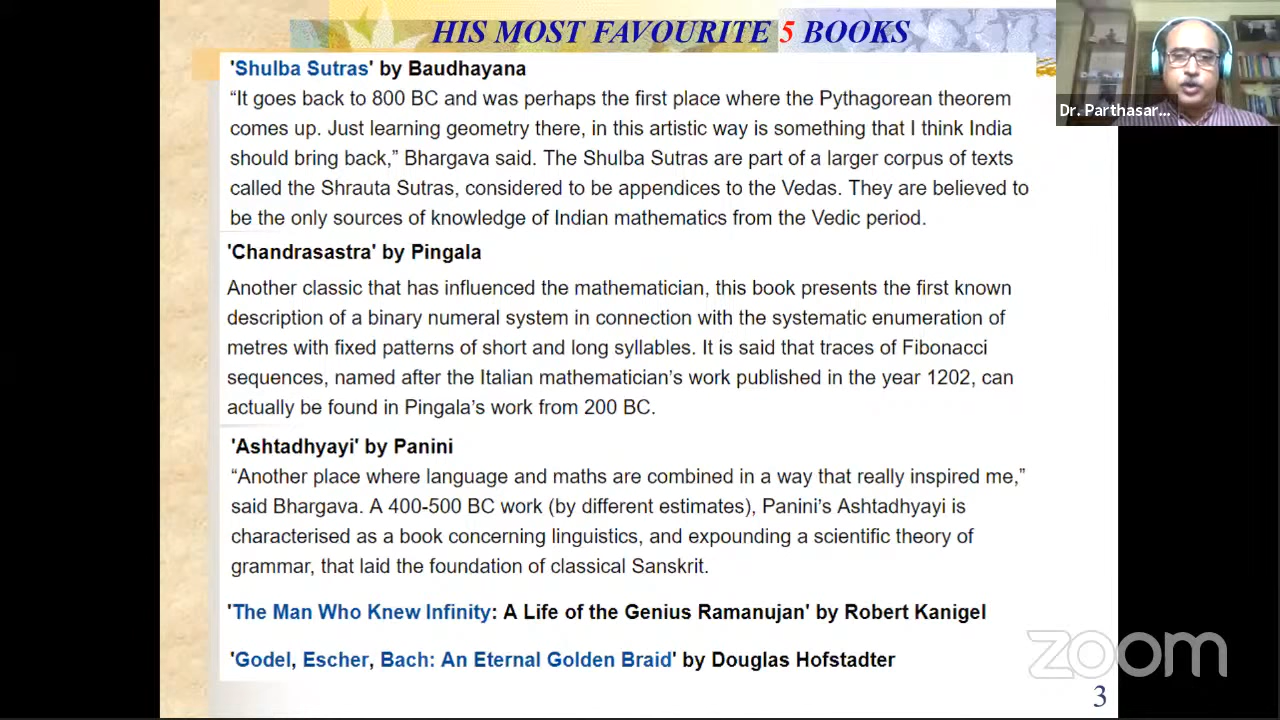 HIS MOST FAVOURITE 5 BOOKS
'Shulba Sutras' by Baudhayana
“It goes back to 800 BC and was perhaps the first place where the Pythagorean theorem
comes up. Just learning geometry there, in this artistic way is something that I think India
should bring back,” Bhargava said. The Shulba Sutras are part of a larger corpus of texts
called the Shrauta Sutras, considered to be appendices to the Vedas. They are believed to
be the only sources of knowledge of Indian mathematics from the Vedic period.
'Chandrasastra' by Pingala
Another classic that has influenced the mathematician, this book presents the first known
description of a binary numeral system in connection with the systematic enumeration of
metres with fixed patterns of short and long syllables. It is said that traces of Fibonacci
sequences, named after the Italian mathematician’s work published in the year 1202, can
actually be found in Pingala’s work from 200 BC.
'Ashtadhyayi' by Panini
“Another place where language and maths are combined in a way that really inspired me,”
said Bhargava. A 400-500 BC work (by different estimates), Panini’s Ashtadhyayi is
characterised as a book concerning linguistics, and expounding a scientific theory of
grammar, that laid the foundation of classical Sanskrit.
'The Man Who Knew Infinity: A Life of the Genius Ramanujan' by Robert Kanigel
'Godel, Escher, Bach: An Eternal Golden Braid' by Douglas Hofstadter
3
Dr. Parthasar...
zoom